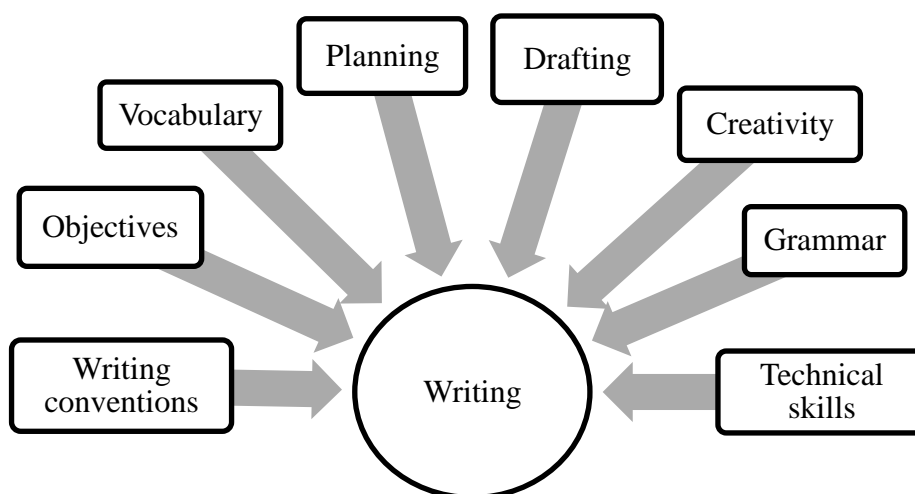 Planning
Drafting
Vocabulary
Creativity
Objectives
Grammar
Writing
conventions
Writing
Technical
skills